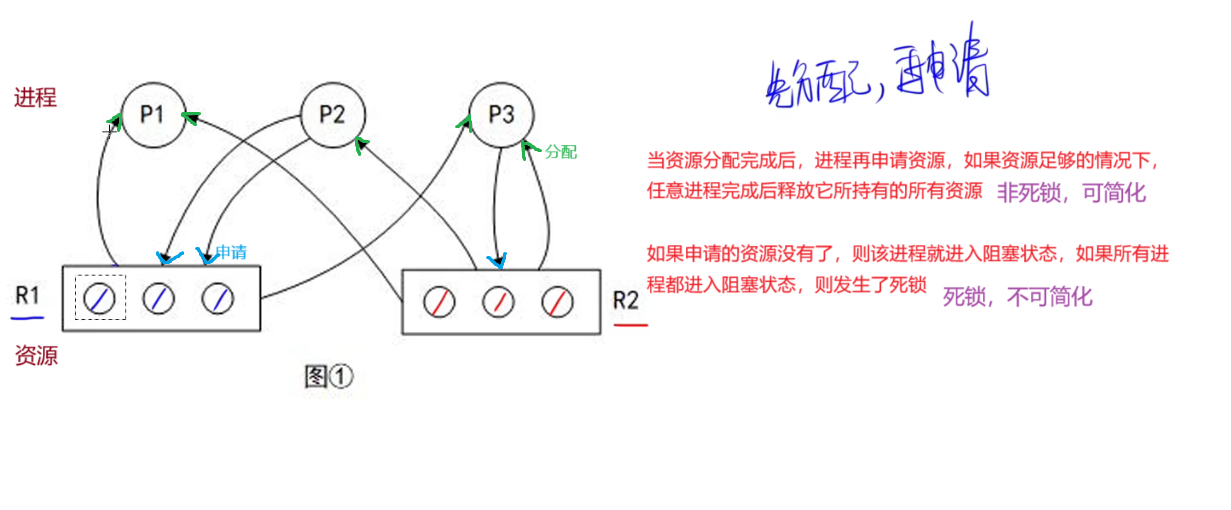 先分配,再申请
进程
P1
P2
P3
分配
当资源分配完成后，进程再申请资源，如果资源足够的情况下，
任意进程完成后释放它所持有的所有资源 非死锁，可简化
申请
如果申请的资源没有了，则该进程就进入阻塞状态，如果所有进
程都进入阻塞状态，则发生了死锁 死锁，不可简化
R1
R2
资源
图①